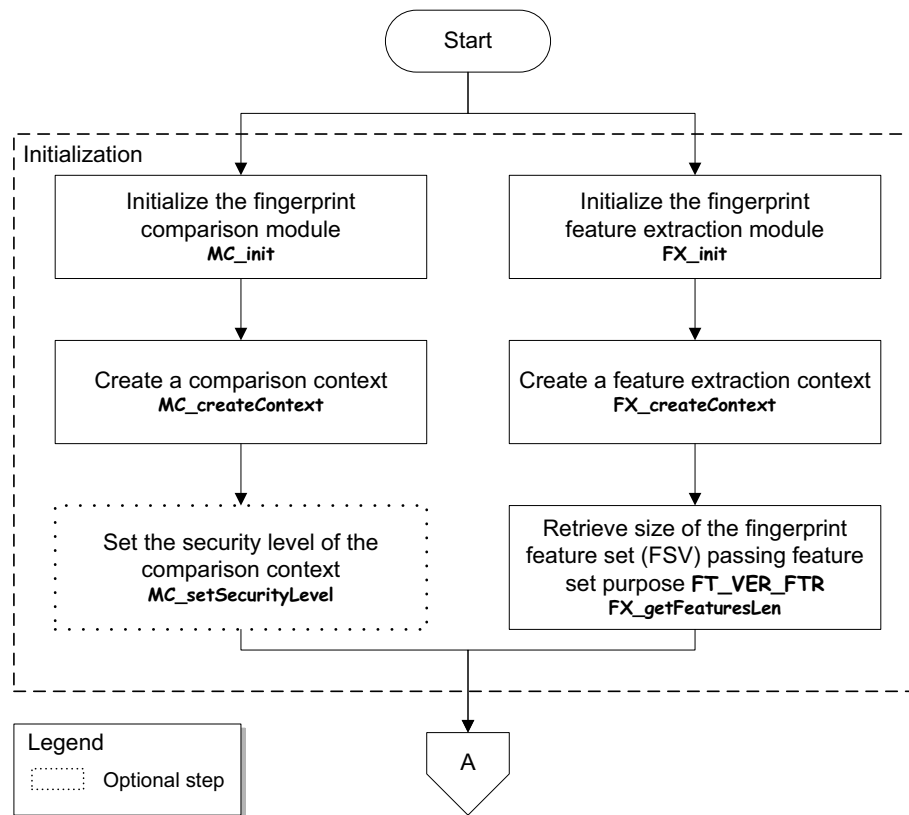 Start
Initialization
Initialize the fingerprint
comparison module
MC_init
Initialize the fingerprint
feature extraction module
FX_init
Create a comparison context
MC_createContext
Create a feature extraction context
FX_createContext
Set the security level of the
comparison context
MC_setSecurityLevel
Retrieve size of the fingerprint
feature set (FSV) passing feature
set purpose FT_VER_FTR
FX_getFeaturesLen
Legend
Optional step
A